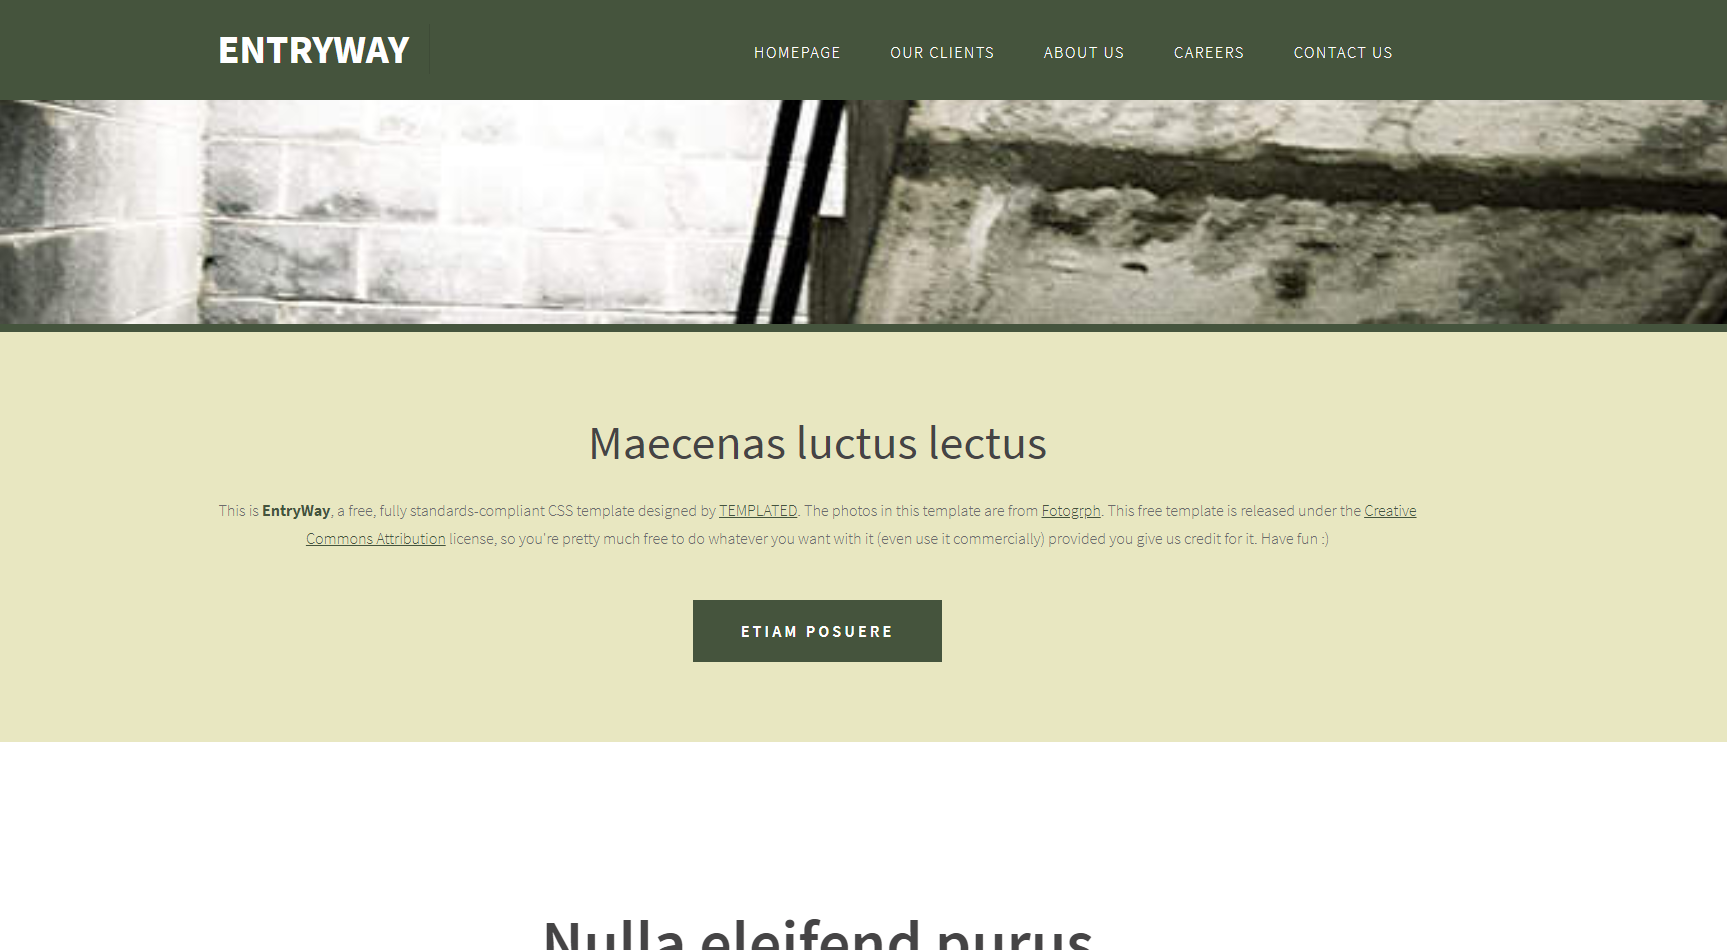 ENTRYWAY
HOMEPAGE
OUR CLIENTS
ABOUT US
CAREERS
CONTACT US
Maecenas luctus lectus
This is EntryWay, a free, fully standards-compliant CSS template designed by TEMPLATED. The photos in this template are from Fotogrph. This free template is released under the Creative
Commons Attribution license, so you're pretty much free to do whatever you want with it (even use it commercially) provided you give us credit for it. Have fun :)
ETIAM POSUERE
Nulla eleifend purus